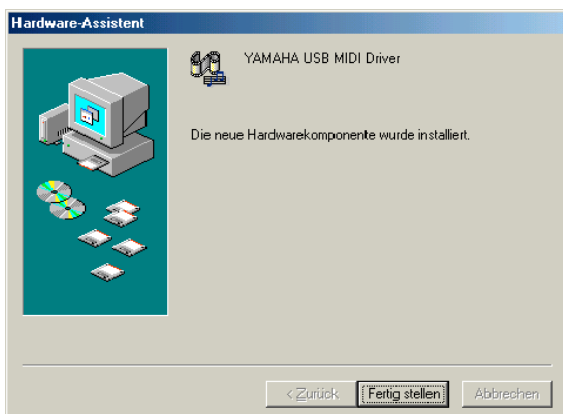 Hardware-Assistent
YAMAHA USB MIDI Driver
Die neue Hardwarekomponente wurde installiert.
< Zurück
Fertig stellen
Abbrechen